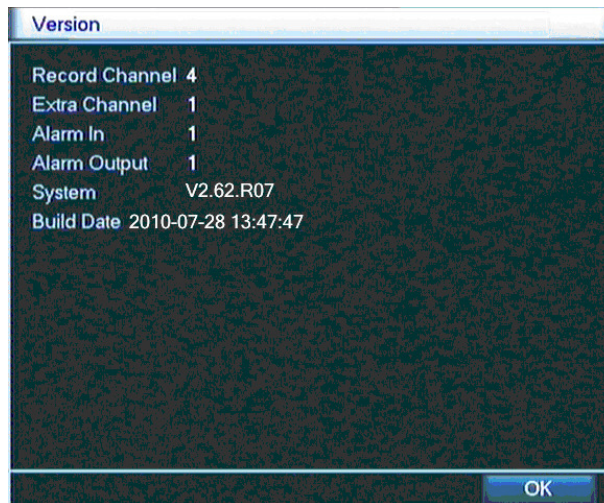 Version
Record Channel 4
Extra Channel 1
Alarm In 1
Alarm Output 1
System V2.62.R07
Build Date 2010-07-28 13:47:47
OK